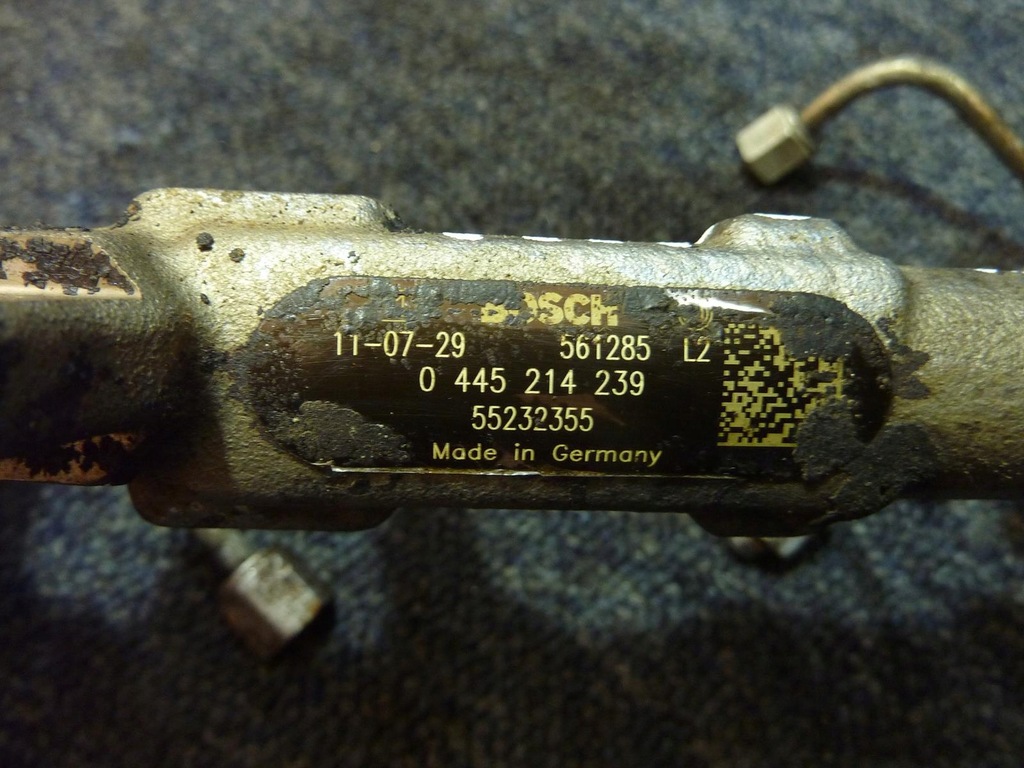 BOSCH
11-07-29 561285 L2
0 445 214 239
55232355
Made in Germany